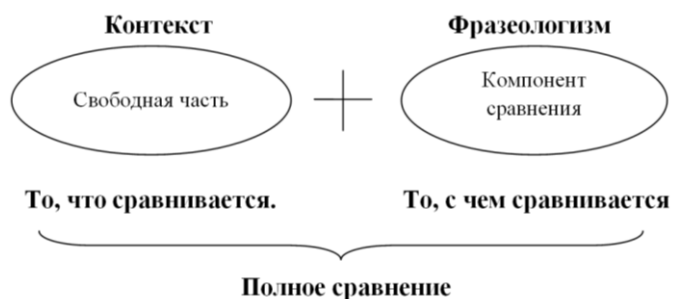 Контекст
Фразеологизм
Свободная часть
Компонент
сравнения
То, что сравнивается.
То, с чем сравнивается
Полное сравнение